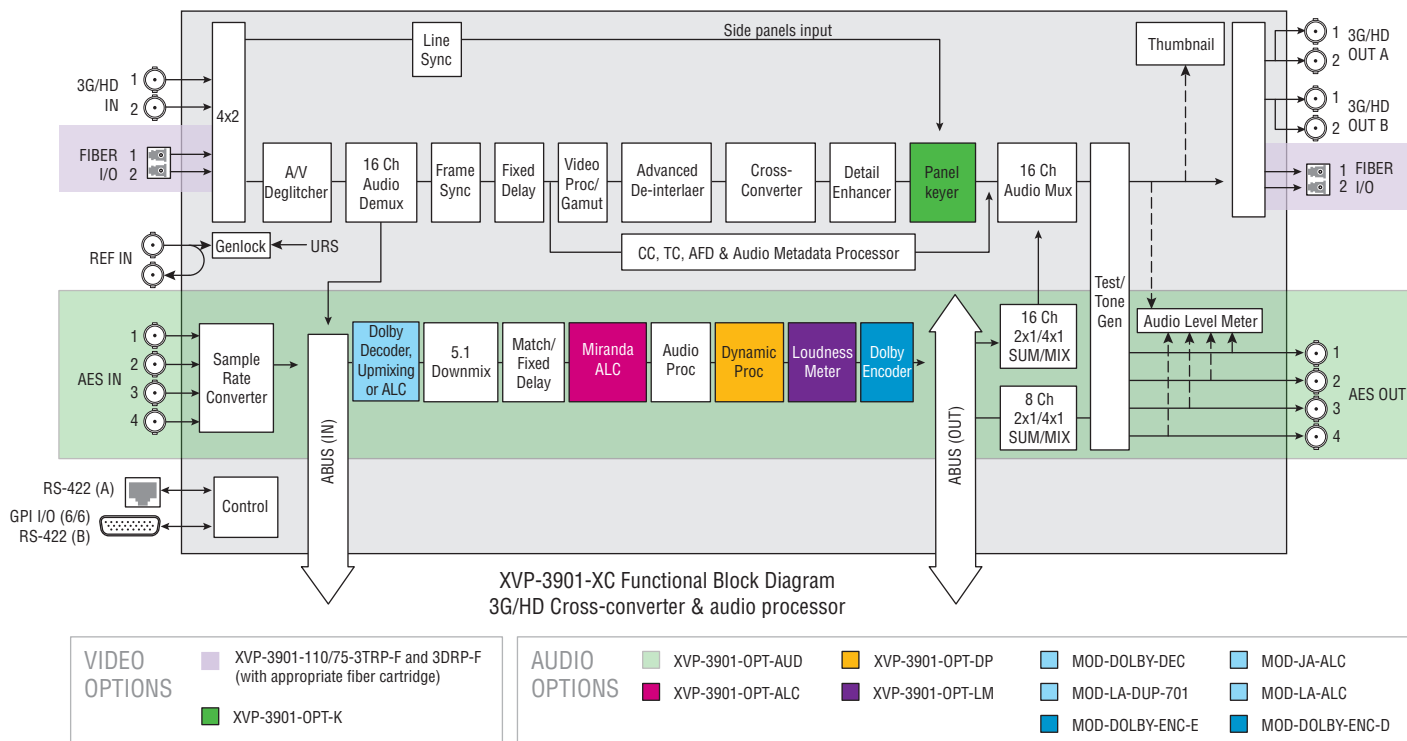 Line
Sync
Side panels input
Thumbnail
3G/HD
IN
1
2
4x2
1
2
3G/HD
OUT A
1
2
3G/HD
OUT B
FIBER
I/O
1
2
1
2
FIBER
I/O
A/V
Deglitcher
16 Ch
Audio
Demux
Frame
Sync
Fixed
Delay
Video
Proc/
Gamut
Advanced
De-interlaer
Cross-
Converter
Detail
Enhancer
Panel
keyer
16 Ch
Audio Mux
REF IN
Genlock
URS
CC, TC, AFD & Audio Metadata Processor
Test/
Tone
Gen
AES IN
1
2
3
4
Sample
Rate
Converter
ABUS (IN)
Dolby
Decoder,
Upmixing
or ALC
5.1
Downmix
Match/
Fixed
Delay
Miranda
ALC
Audio
Proc
Dynamic
Proc
Loudness
Meter
Dolby
Encoder
ABUS (OUT)
16 Ch
2x1/4x1
SUM/MIX
8 Ch
2x1/4x1
SUM/MIX
Audio Level Meter
1
2
3
4
AES OUT
RS-422 (A)
GPI I/O (6/6)
RS-422 (B)
Control
XVP-3901-XC Functional Block Diagram
3G/HD Cross-converter & audio processor
VIDEO
OPTIONS
XVP-3901-110/75-3TRP-F and 3DRP-F
(with appropriate fiber cartridge)
XVP-3901-OPT-K
AUDIO
OPTIONS
XVP-3901-OPT-AUD
XVP-3901-OPT-DP
MOD-DOLBY-DEC
MOD-JA-ALC
XVP-3901-OPT-ALC
XVP-3901-OPT-LM
MOD-LA-DUP-701
MOD-LA-ALC
MOD-DOLBY-ENC-E
MOD-DOLBY-ENC-D